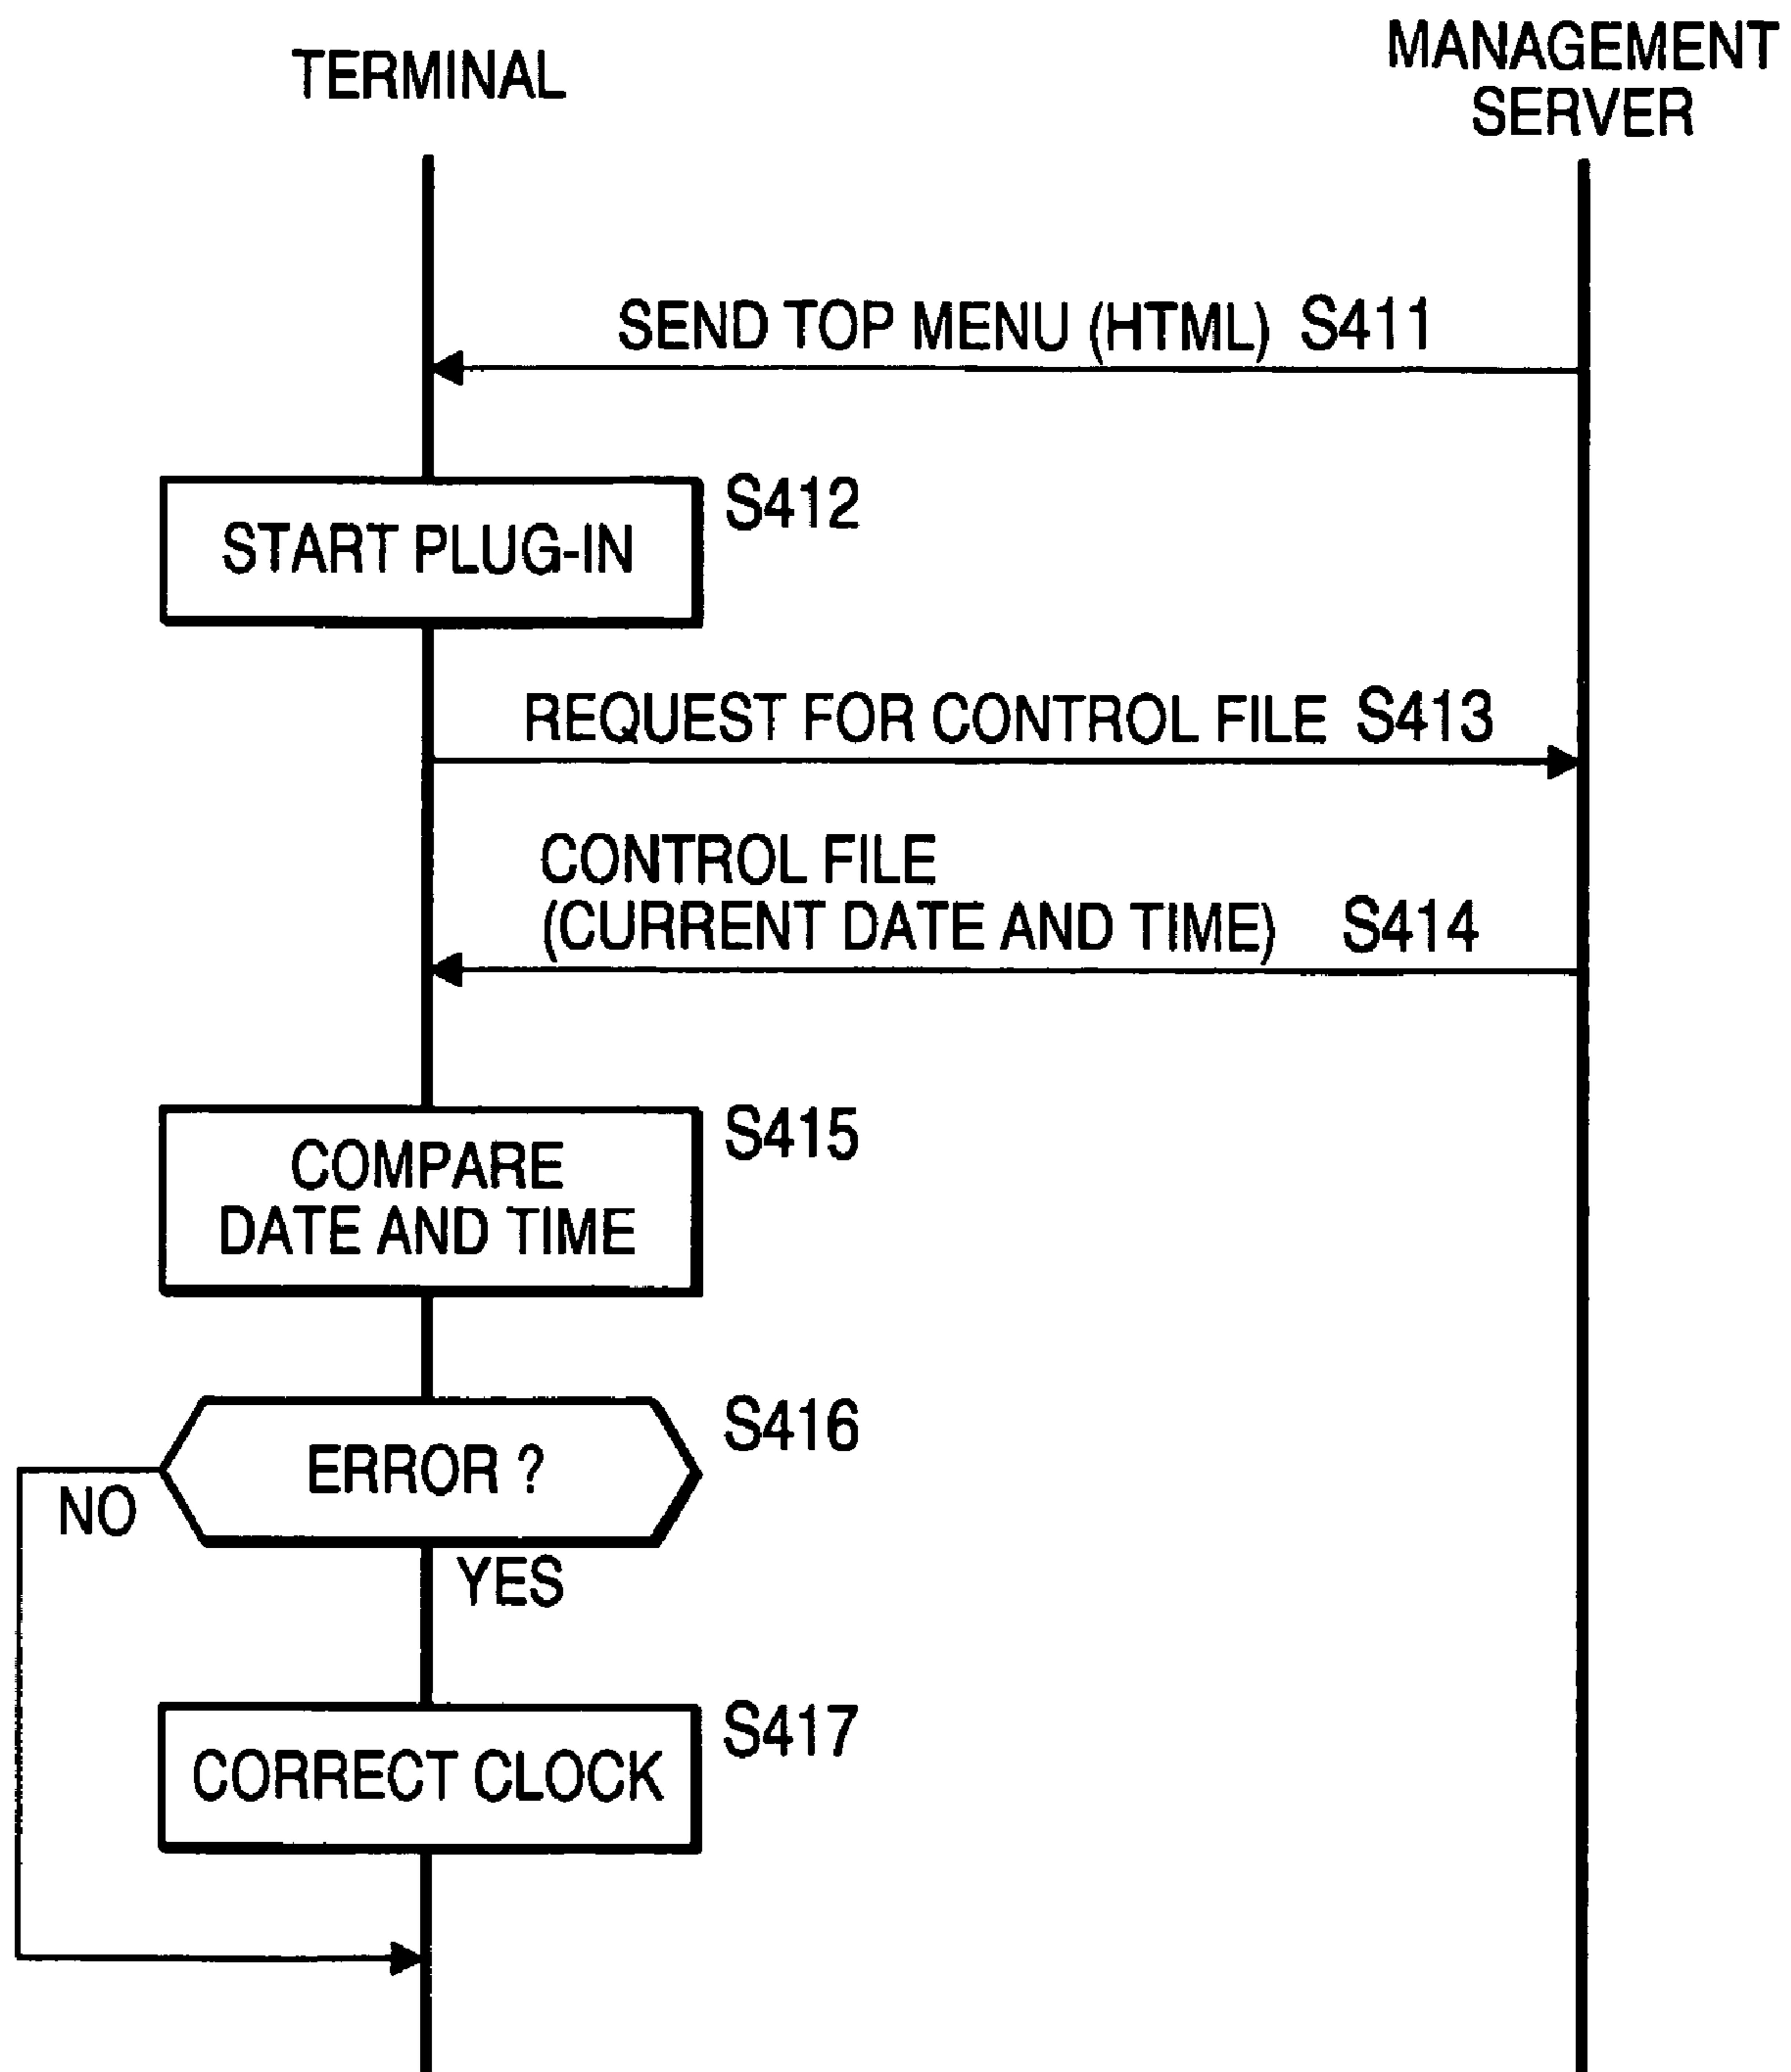 TERMINAL
MANAGEMENT
SERVER
SEND TOP MENU (HTML) S411
START PLUG-IN
S412
REQUEST FOR CONTROL FILE S413
CONTROL FILE
(CURRENT DATE AND TIME) S414
COMPARE
DATE AND TIME
S415
ERROR ?
S416
NO
YES
CORRECT CLOCK
S417